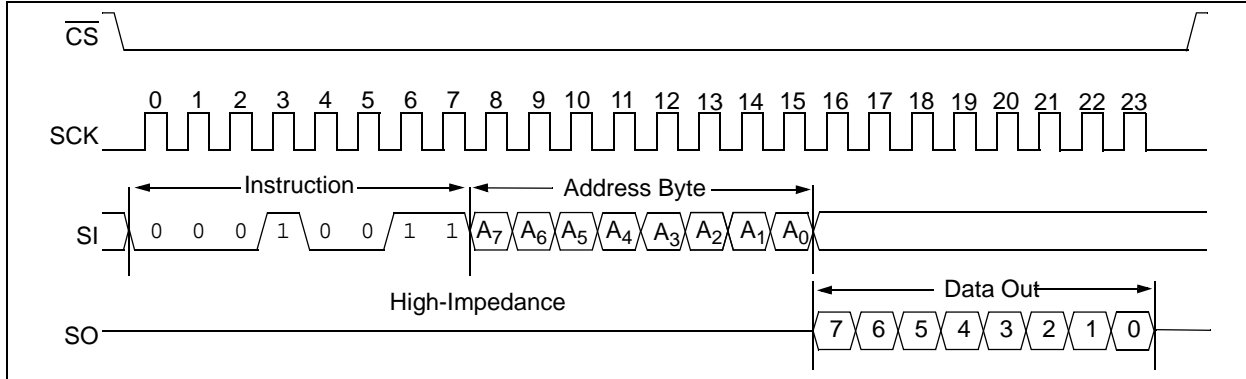 CS
0 1 2 3 4 5 6 7 8 9 10 11 12 13 14 15 16 17 18 19 20 21 22 23
SCK
Instruction Address Byte
SI 0 0 0 1 0 0 1 1 A7 A6 A5 A4 A3 A2 A1 A0
High-Impedance Data Out
SO 7 6 5 4 3 2 1 0